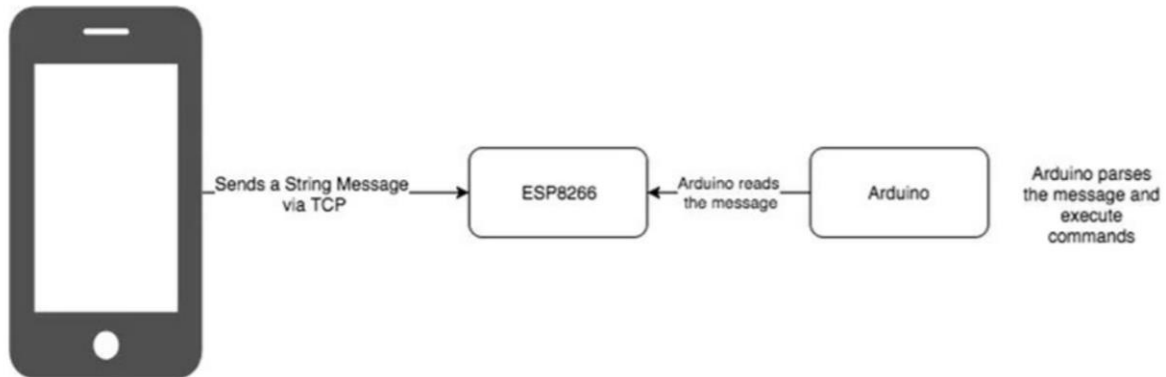 Sends a String Message
via TCP
ESP8266
Arduino reads
the message
Arduino
Arduino parses
the message and
execute
commands